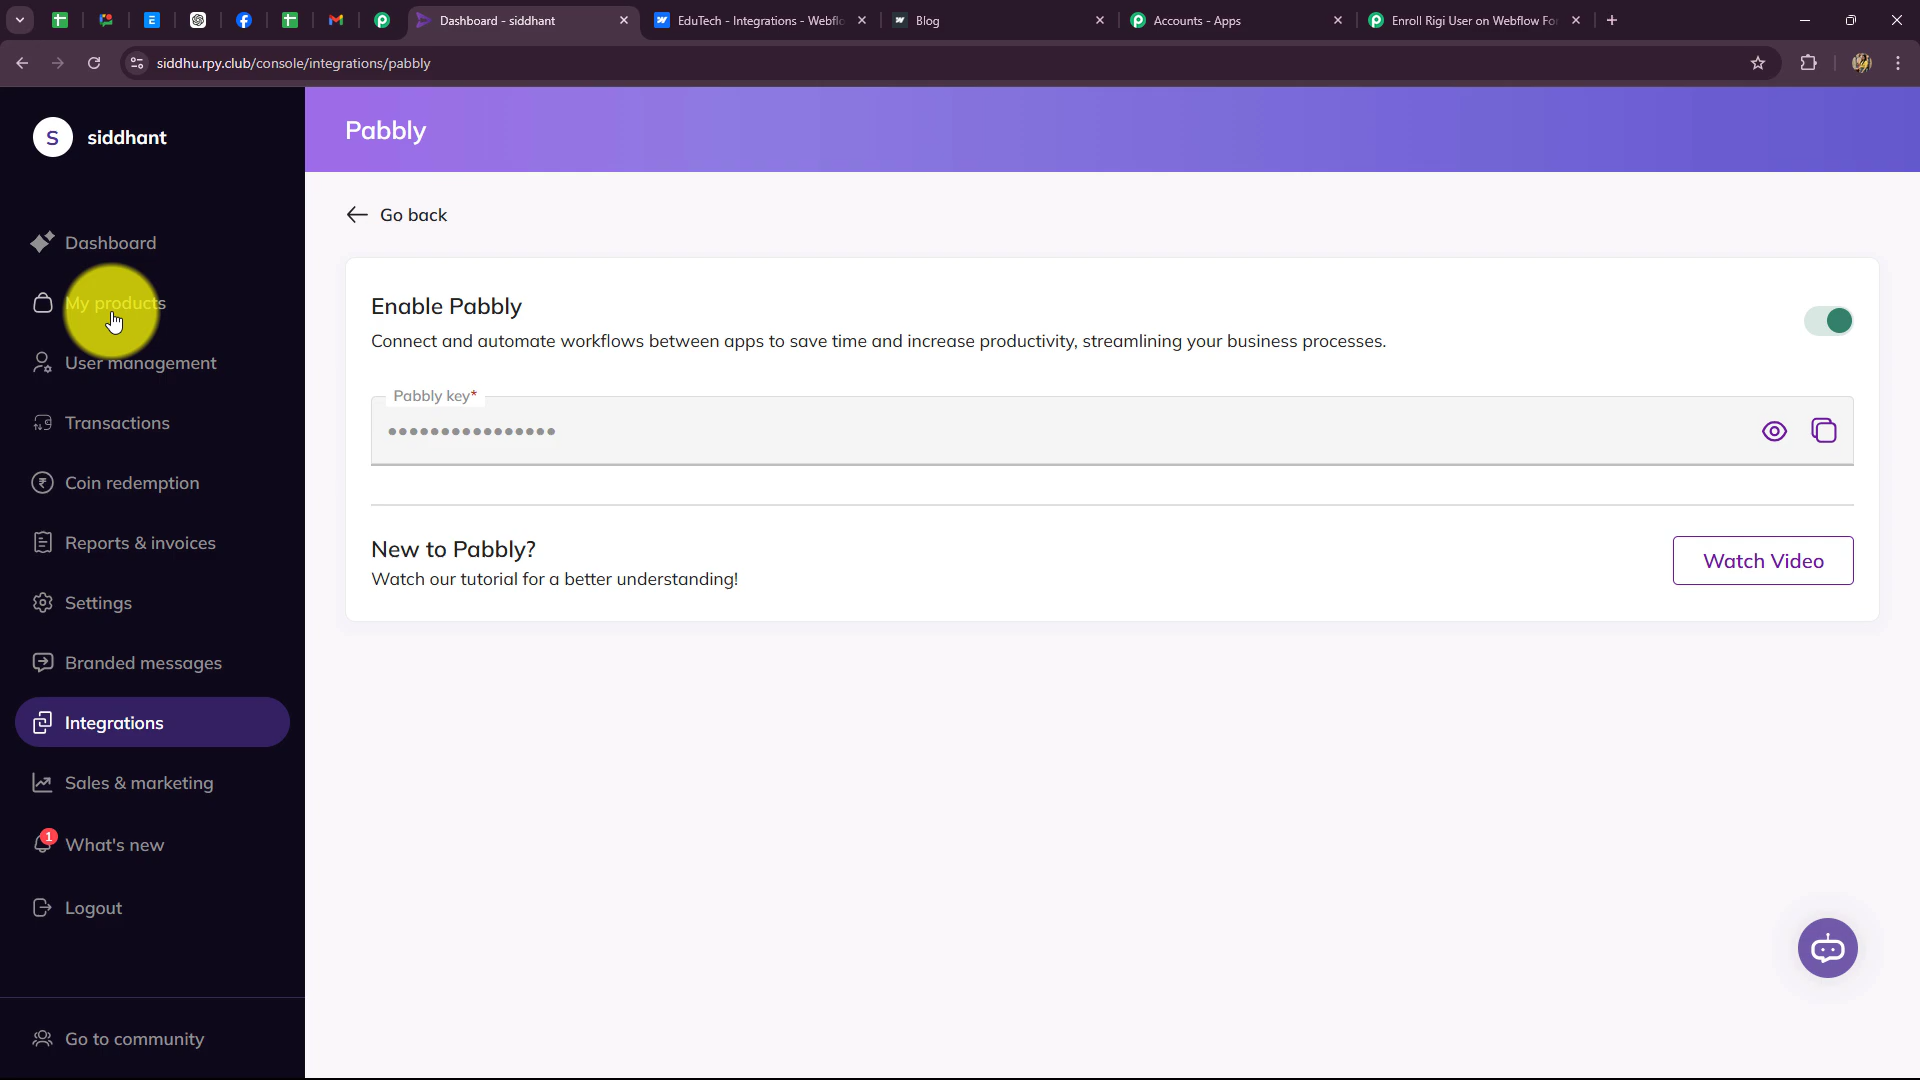 Dashboard - siddhant
EduTech - Integrations - Webflo
Blog
Accounts - Apps
Enroll Rigi User on Webflow Fo
siddhu.rpy.club/console/integrations/pabbly
S siddhant
Pabbly
Go back
Dashboard
My products
User management
Transactions
Coin redemption
Reports & invoices
Settings
Branded messages
Integrations
Sales & marketing
1
What's new
Logout
Go to community
Enable Pabbly
Connect and automate workflows between apps to save time and increase productivity, streamlining your business processes.
Pabbly key*
••••••••••••••••
New to Pabbly?
Watch our tutorial for a better understanding!
Watch Video